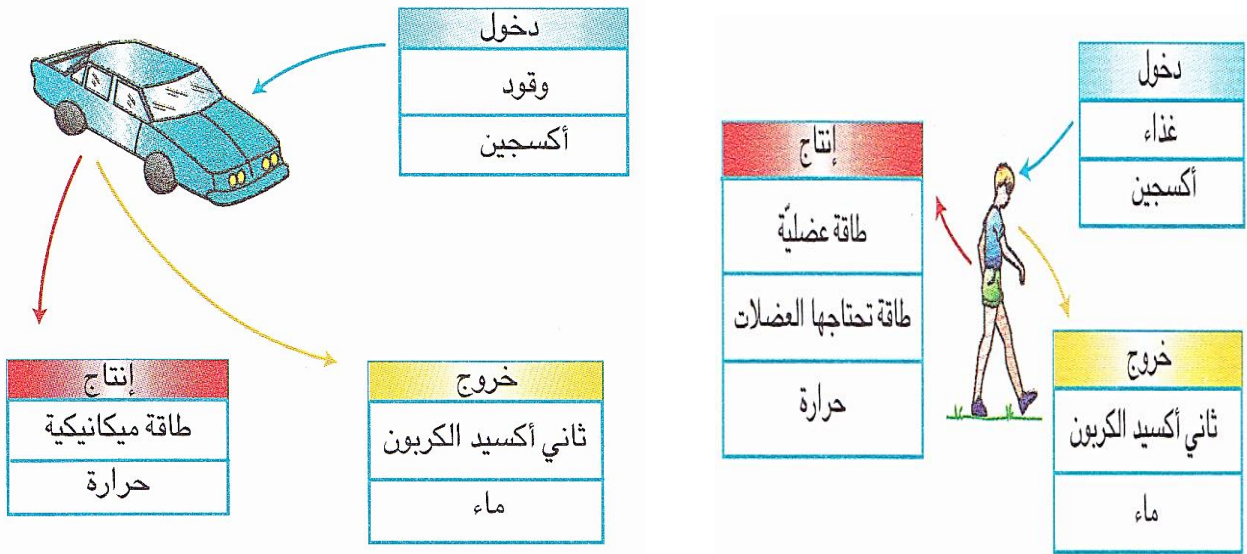 دخول
غذاء
أكسجين
إنتاج
طاقة عضليّة
طاقة تحتاجها العضلات
حرارة
خروج
ثاني أكسيد الكربون
ماء
دخول
وقود
أكسجين
إنتاج
طاقة ميكانيكية
حرارة
خروج
ثاني أكسيد الكربون
ماء